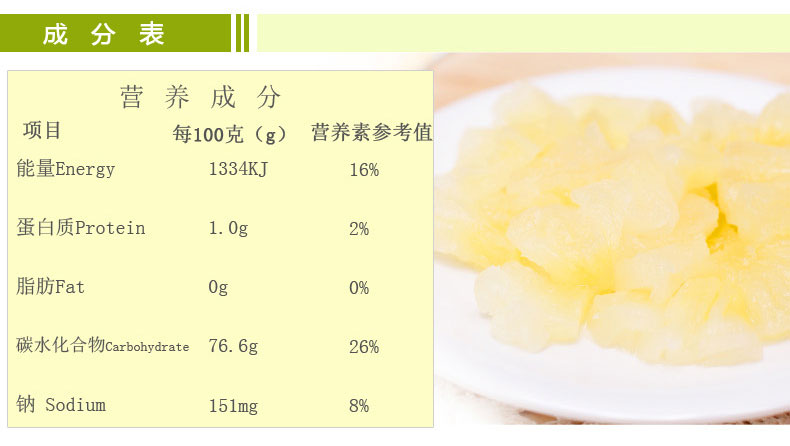 成 分 表
营 养 成 分
项目 每100克（g） 营养素参考值
能量Energy 1334KJ 16%
蛋白质Protein 1.0g 2%
脂肪Fat 0g 0%
碳水化合物Carbohydrate 76.6g 26%
钠 Sodium 151mg 8%